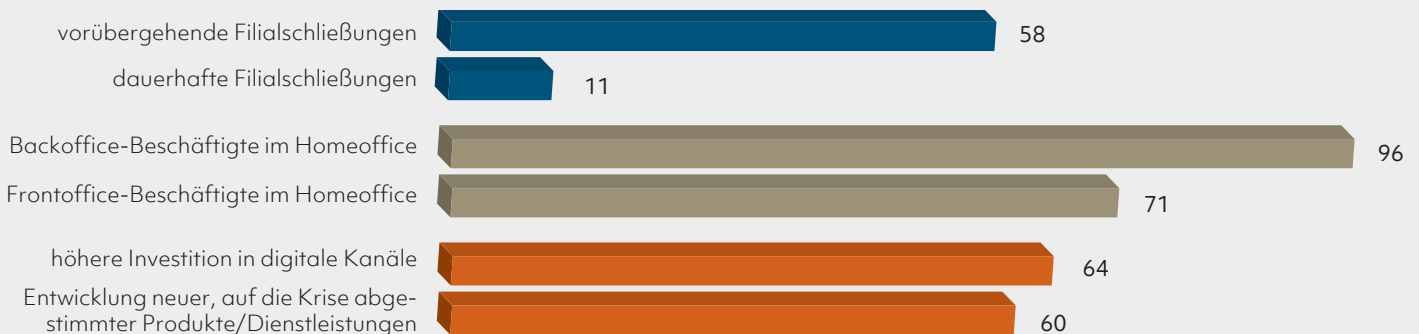 vorübergehende Filialschließungen 58
dauerhafte Filialschließungen 11
Backoffice-Beschäftigte im Homeoffice 96
Frontoffice-Beschäftigte im Homeoffice 71
höhere Investition in digitale Kanäle 64
Entwicklung neuer, auf die Krise abge-
stimmter Produkte/Dienstleistungen 60